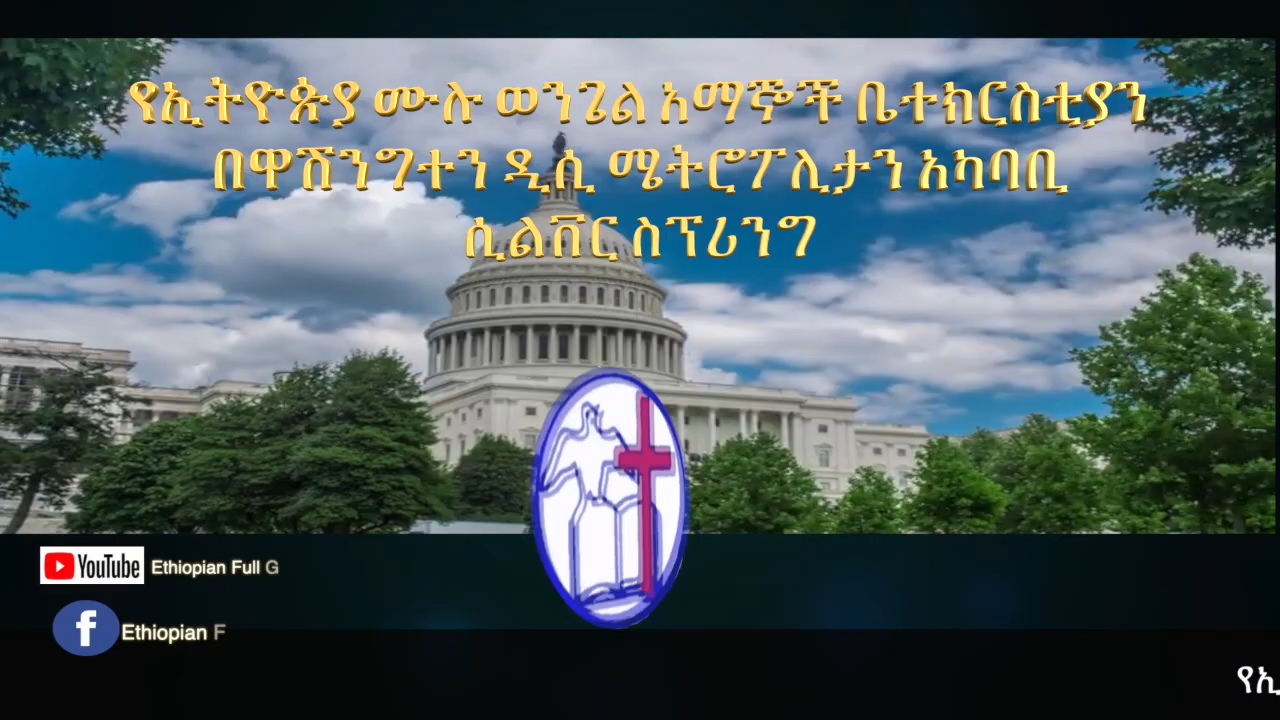 የኢትዮጵያ ሙሉ ወንጌል አማኞች ቤተክርስቲያን
በዋሽንግተን ዲሲ ሜትሮፖሊታን አካባቢ
ሲልቨር ስፕሪንግ
YouTube Ethiopian Full G
f Ethiopian F
የኢ